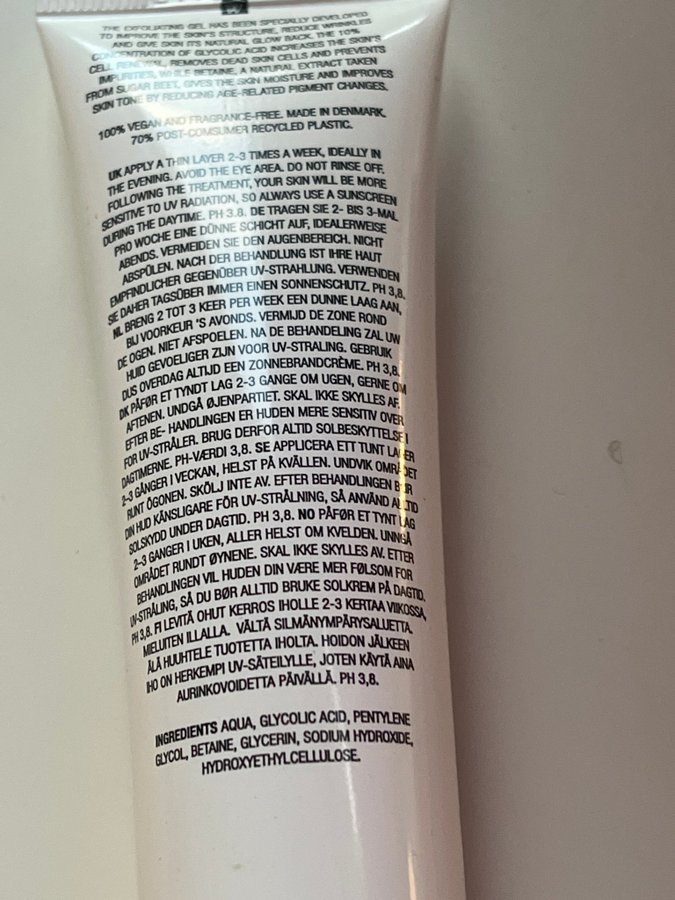 THE EXFOLIATING GEL HAS BEEN SPECIALLY DEVELOPED
TO IMPROVE THE SKIN'S STRUCTURE, REDUCE WRINKLES
AND GIVE SKIN ITS NATURAL GLOW BACK. THE 10%
CONCENTRATION OF GLYCOLIC ACID INCREASES THE SKIN'S
CELL RENEWAL, REMOVES DEAD SKIN CELLS AND PREVENTS
IMPURITIES, WHILE BETAINE, A NATURAL EXTRACT TAKEN
FROM SUGAR BEET, GIVES THE SKIN MOISTURE AND IMPROVES
SKIN TONE BY REDUCING AGE-RELATED PIGMENT CHANGES.
100% VEGAN AND FRAGRANCE-FREE. MADE IN DENMARK.
70% POST-COMSUMER RECYCLED PLASTIC.
UK APPLY A THIN LAYER 2-3 TIMES A WEEK, IDEALLY IN
THE EVENING. AVOID THE EYE AREA. DO NOT RINSE OFF.
FOLLOWING THE TREATMENT, YOUR SKIN WILL BE MORE
SENSITIVE TO UV RADIATION, SO ALWAYS USE A SUNSCREEN
DURING THE DAYTIME. PH 3.8. DE TRAGEN SIE 2- BIS 3-MAL
PRO WOCHE EINE DÜNNE SCHICHT AUF, IDEALERWEISE
ABENDS. VERMEIDEN SIE DEN AUGENBEREICH. NICHT
ABSPÜLEN. NACH DER BEHANDLUNG IST IHRE HAUT
EMPFINDLICHER GEGENÜBER UV-STRAHLUNG. VERWENDEN
SIE DAHER TAGSÜBER IMMER EINEN SONNENSCHUTZ. PH 3,8.
NL BRENG 2 TOT 3 KEER PER WEEK EEN DUNNE LAAG AAN,
BIJ VOORKEUR 'S AVONDS. VERMIJD DE ZONE ROND
DE OGEN. NIET AFSPOELEN. NA DE BEHANDELING ZAL UW
HUID GEVOELIGER ZIJN VOOR UV-STRALING. GEBRUIK
DUS OVERDAG ALTIJD EEN ZONNEBRANDCRÈME. PH 3,8.
DK PÅFØR ET TYNDT LAG 2-3 GANGE OM UGEN, GERNE OM
AFTENEN. UNDGÅ ØJENPARTIET. SKAL IKKE SKYLLES AF.
EFTER BE- HANDLINGEN ER HUDEN MERE SENSITIV OVER
FOR UV-STRÅLER. BRUG DERFOR ALTID SOLBESKYTTELSE I
DAGTIMERNE. PH-VÆRDI 3,8. SE APPLICERA ETT TUNT LAGER
2-3 GÅNGER I VECKAN, HELST PÅ KVÄLLEN. UNDVIK OMRÅDET
RUNT ÖGONEN. SKÖLJ INTE AV. EFTER BEHANDLINGEN BLIR
DIN HUD KÄNSLIGARE FÖR UV-STRÅLNING, SÅ ANVÄND ALLTID
SOLSKYDD UNDER DAGTID. PH 3,8. NO PÅFØR ET TYNT LAG
2-3 GANGER I UKEN, ALLER HELST OM KVELDEN. UNNGÅ
OMRÅDET RUNDT ØYNENE. SKAL IKKE SKYLLES AV. ETTER
BEHANDLINGEN VIL HUDEN DIN VÆRE MER FØLSOM FOR
UV-STRÅLING, SÅ DU BØR ALLTID BRUKE SOLKREM PÅ DAGTID.
PH 3,8. FI LEVITÄ OHUT KERROS IHOLLE 2-3 KERTAA VIIKOSSA,
MIELUITEN ILLALLA. VÄLTÄ SILMÄNYMPÄRYSALUETTA.
ÄLÄ HUUHTELE TUOTETTA IHOLTA. HOIDON JÄLKEEN
IHO ON HERKEMPI UV-SÄTEILYLLE, JOTEN KÄYTÄ AINA
AURINKOVOIDETTA PÄIVÄLLÄ. PH 3,8.
INGREDIENTS AQUA, GLYCOLIC ACID, PENTYLENE
GLYCOL, BETAINE, GLYCERIN, SODIUM HYDROXIDE,
HYDROXYETHYLCELLULOSE.